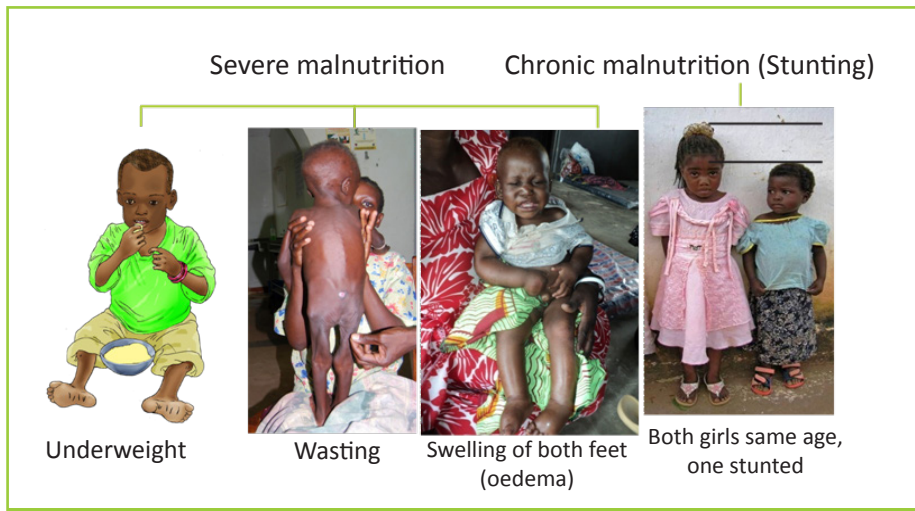 Severe malnutrition
Chronic malnutrition (Stunting)
Underweight
Wasting
Swelling of both feet
(oedema)
Both girls same age,
one stunted